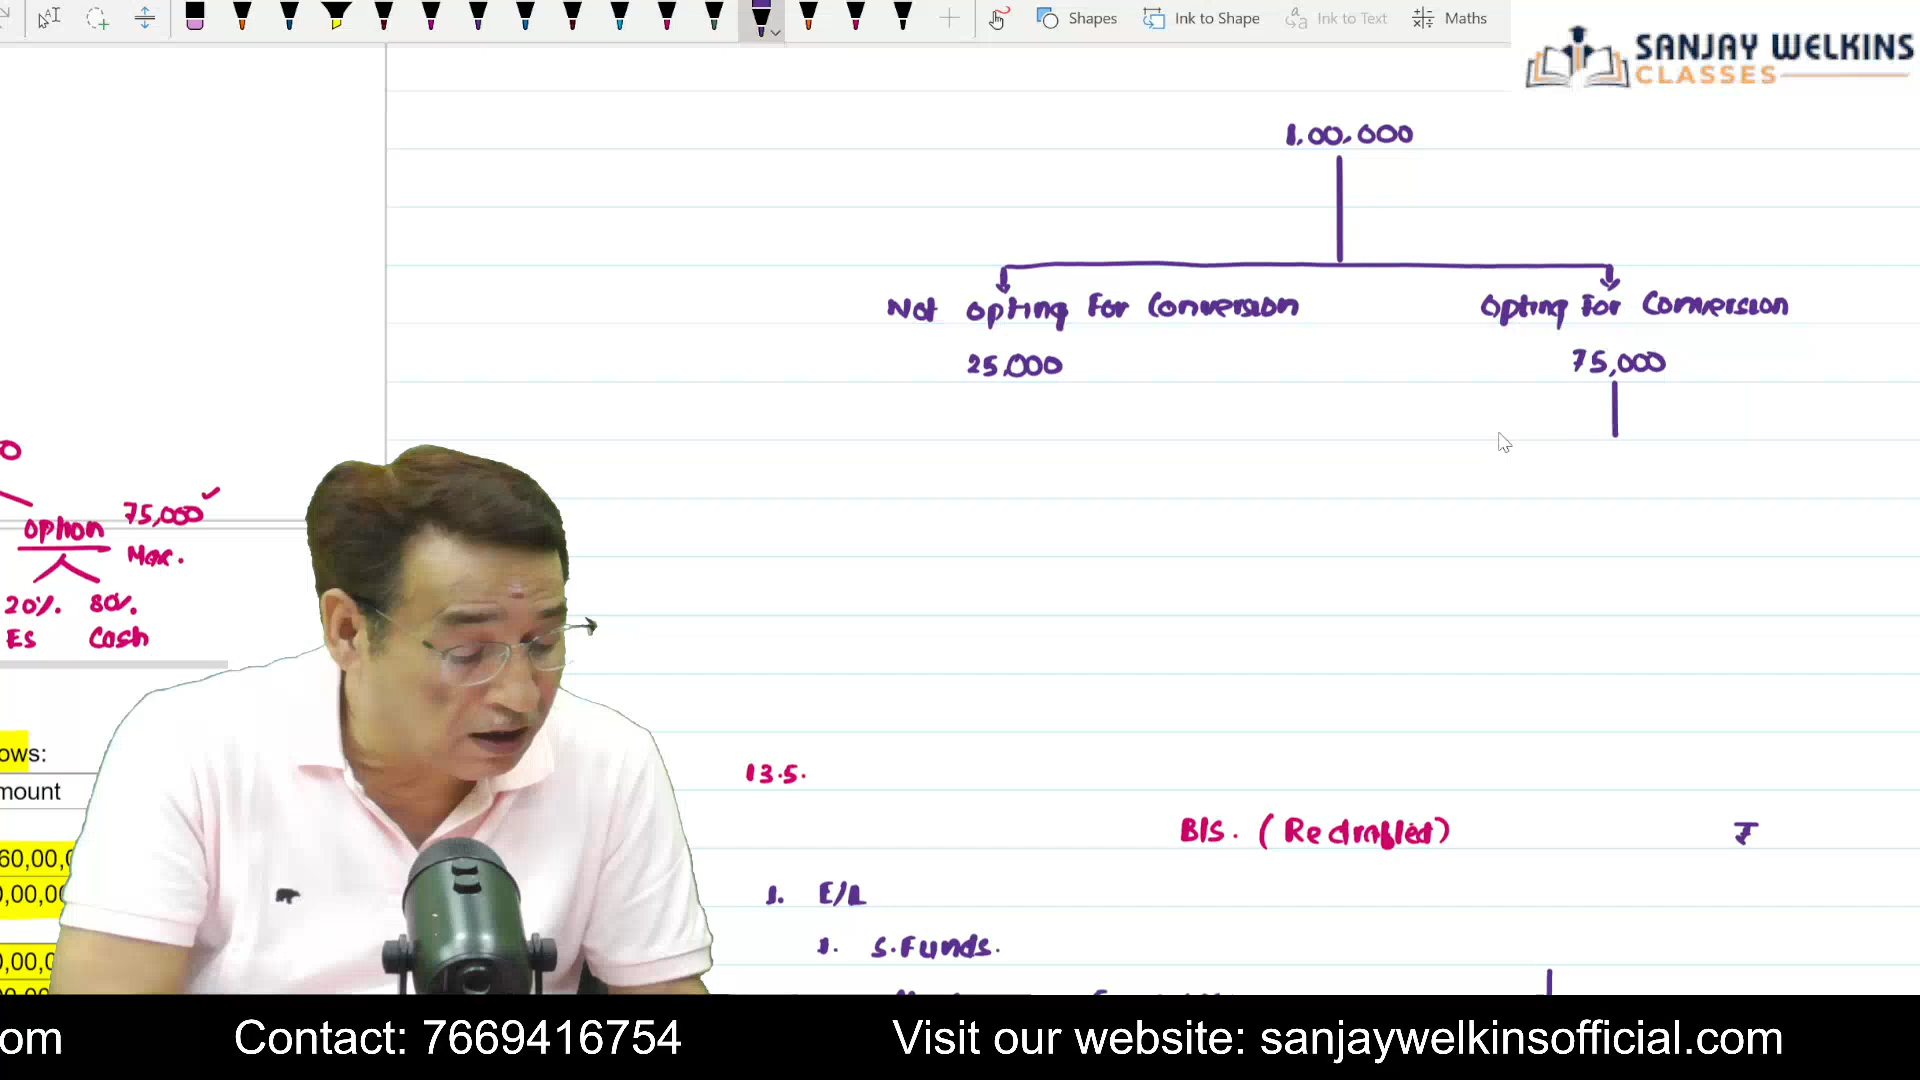 Shapes
Ink to Shape
Ink to Text
Maths
SANJAY WELKINS
CLASSES
1,00,000
Not opting For Conversion
Opting For Conversion
25,000
75,000
option
75,000
Max.
20%. 80%.
ES Cash
ows:
mount
60,00,0
0,00,00
0,00,0
13.5.
B/S.
₹
1. E/L
1. S.Funds.
om
Contact: 7669416754
Visit our website: sanjaywelkinsofficial.com